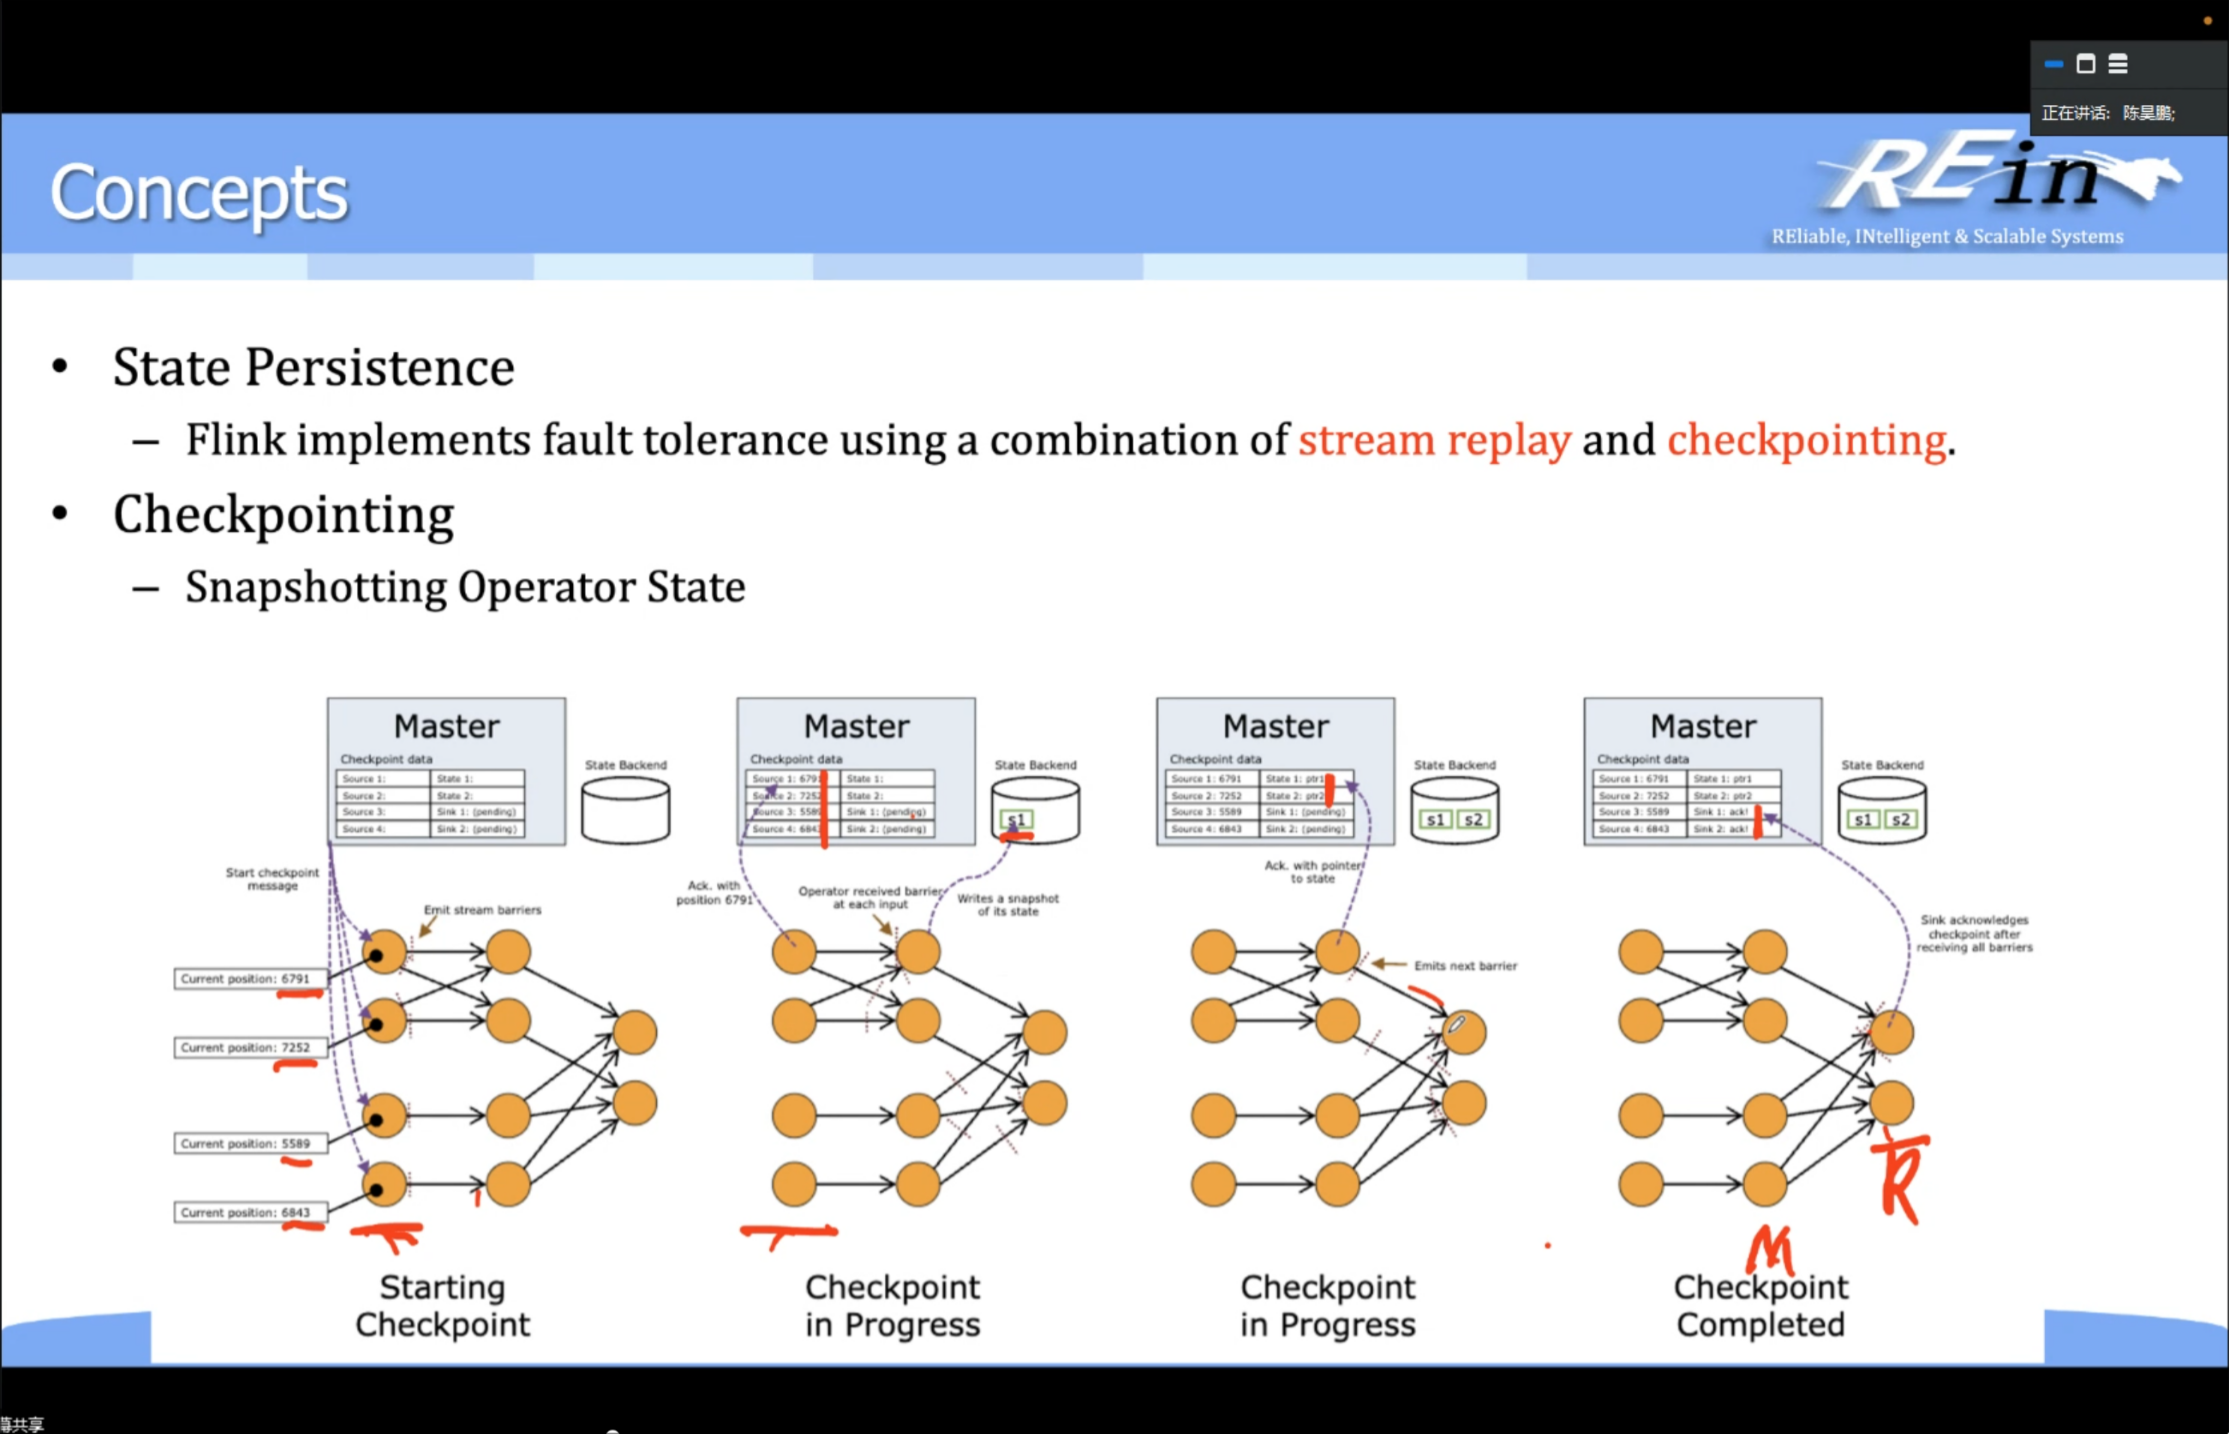 正在讲话: 陈昊鹏;
Concepts
REin
REliable, INtelligent & Scalable Systems
• State Persistence
– Flink implements fault tolerance using a combination of stream replay and checkpointing.
• Checkpointing
– Snapshotting Operator State
Master
Checkpoint data
Source 1: State 1:
Source 2: State 2:
Source 3: Sink 1: (pending)
Source 4: Sink 2: (pending)
State Backend
Start checkpoint
message
Emit stream barriers
Current position: 6791
Current position: 7252
Current position: 5589
Current position: 6843
Starting
Checkpoint
Master
Checkpoint data
Source 1: 6791 State 1:
Source 2: 7252 State 2:
Source 3: 5589 Sink 1: (pending)
Source 4: 6843 Sink 2: (pending)
State Backend
s1
Ack. with
position 6791
Operator received barrier
at each input
Writes a snapshot
of its state
Checkpoint
in Progress
Master
Checkpoint data
Source 1: 6791 State 1: ptr1
Source 2: 7252 State 2: ptr2
Source 3: 5589 Sink 1: (pending)
Source 4: 6843 Sink 2: (pending)
State Backend
s1 s2
Ack. with pointer
to state
Emits next barrier
Checkpoint
in Progress
Master
Checkpoint data
Source 1: 6791 State 1: ptr1
Source 2: 7252 State 2: ptr2
Source 3: 5589 Sink 1: ack!
Source 4: 6843 Sink 2: ack!
State Backend
s1 s2
Sink acknowledges
checkpoint after
receiving all barriers
R
M
Checkpoint
Completed
幕共享